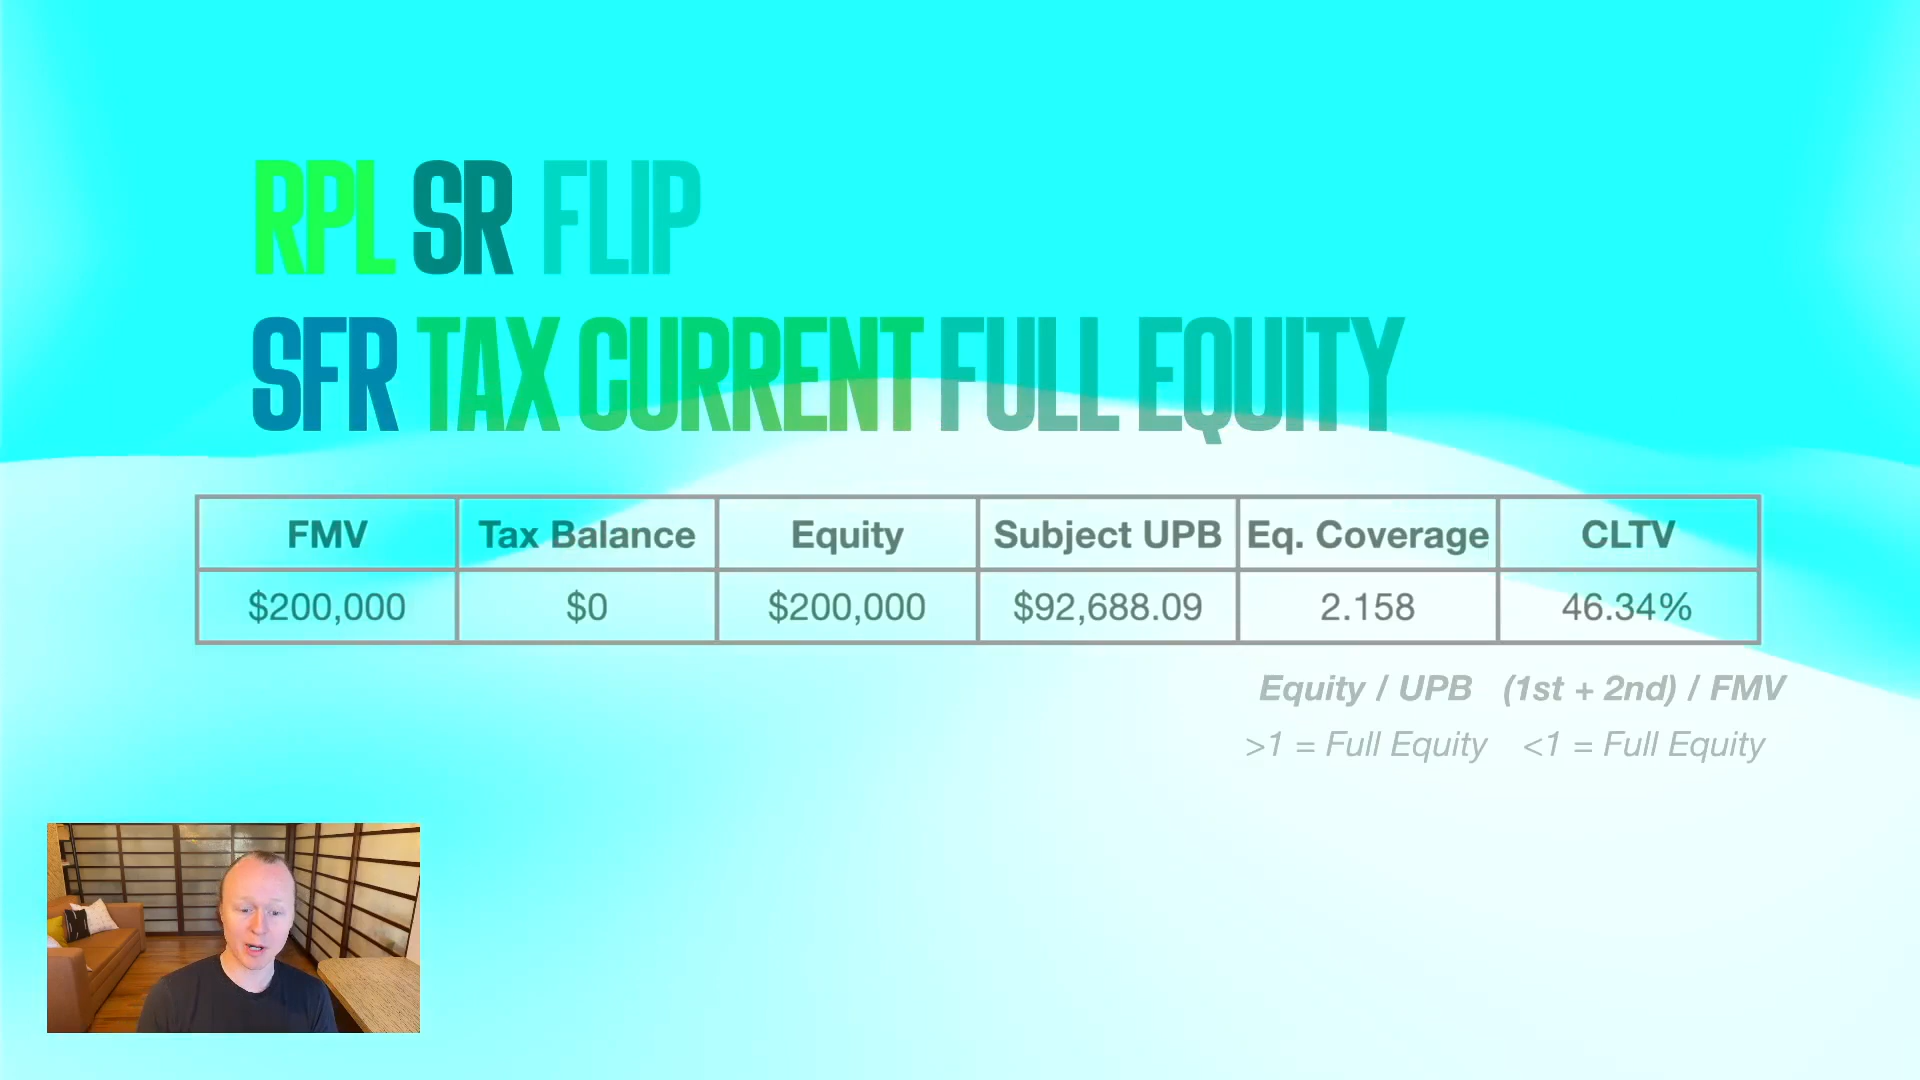 RPL SR FLIP
SFR TAX CURRENT FULL EQUITY
FMV Tax Balance Equity Subject UPB Eq. Coverage CLTV
$200,000 $0 $200,000 $92,688.09 2.158 46.34%
Equity / UPB (1st + 2nd) / FMV
>1 = Full Equity <1 = Full Equity